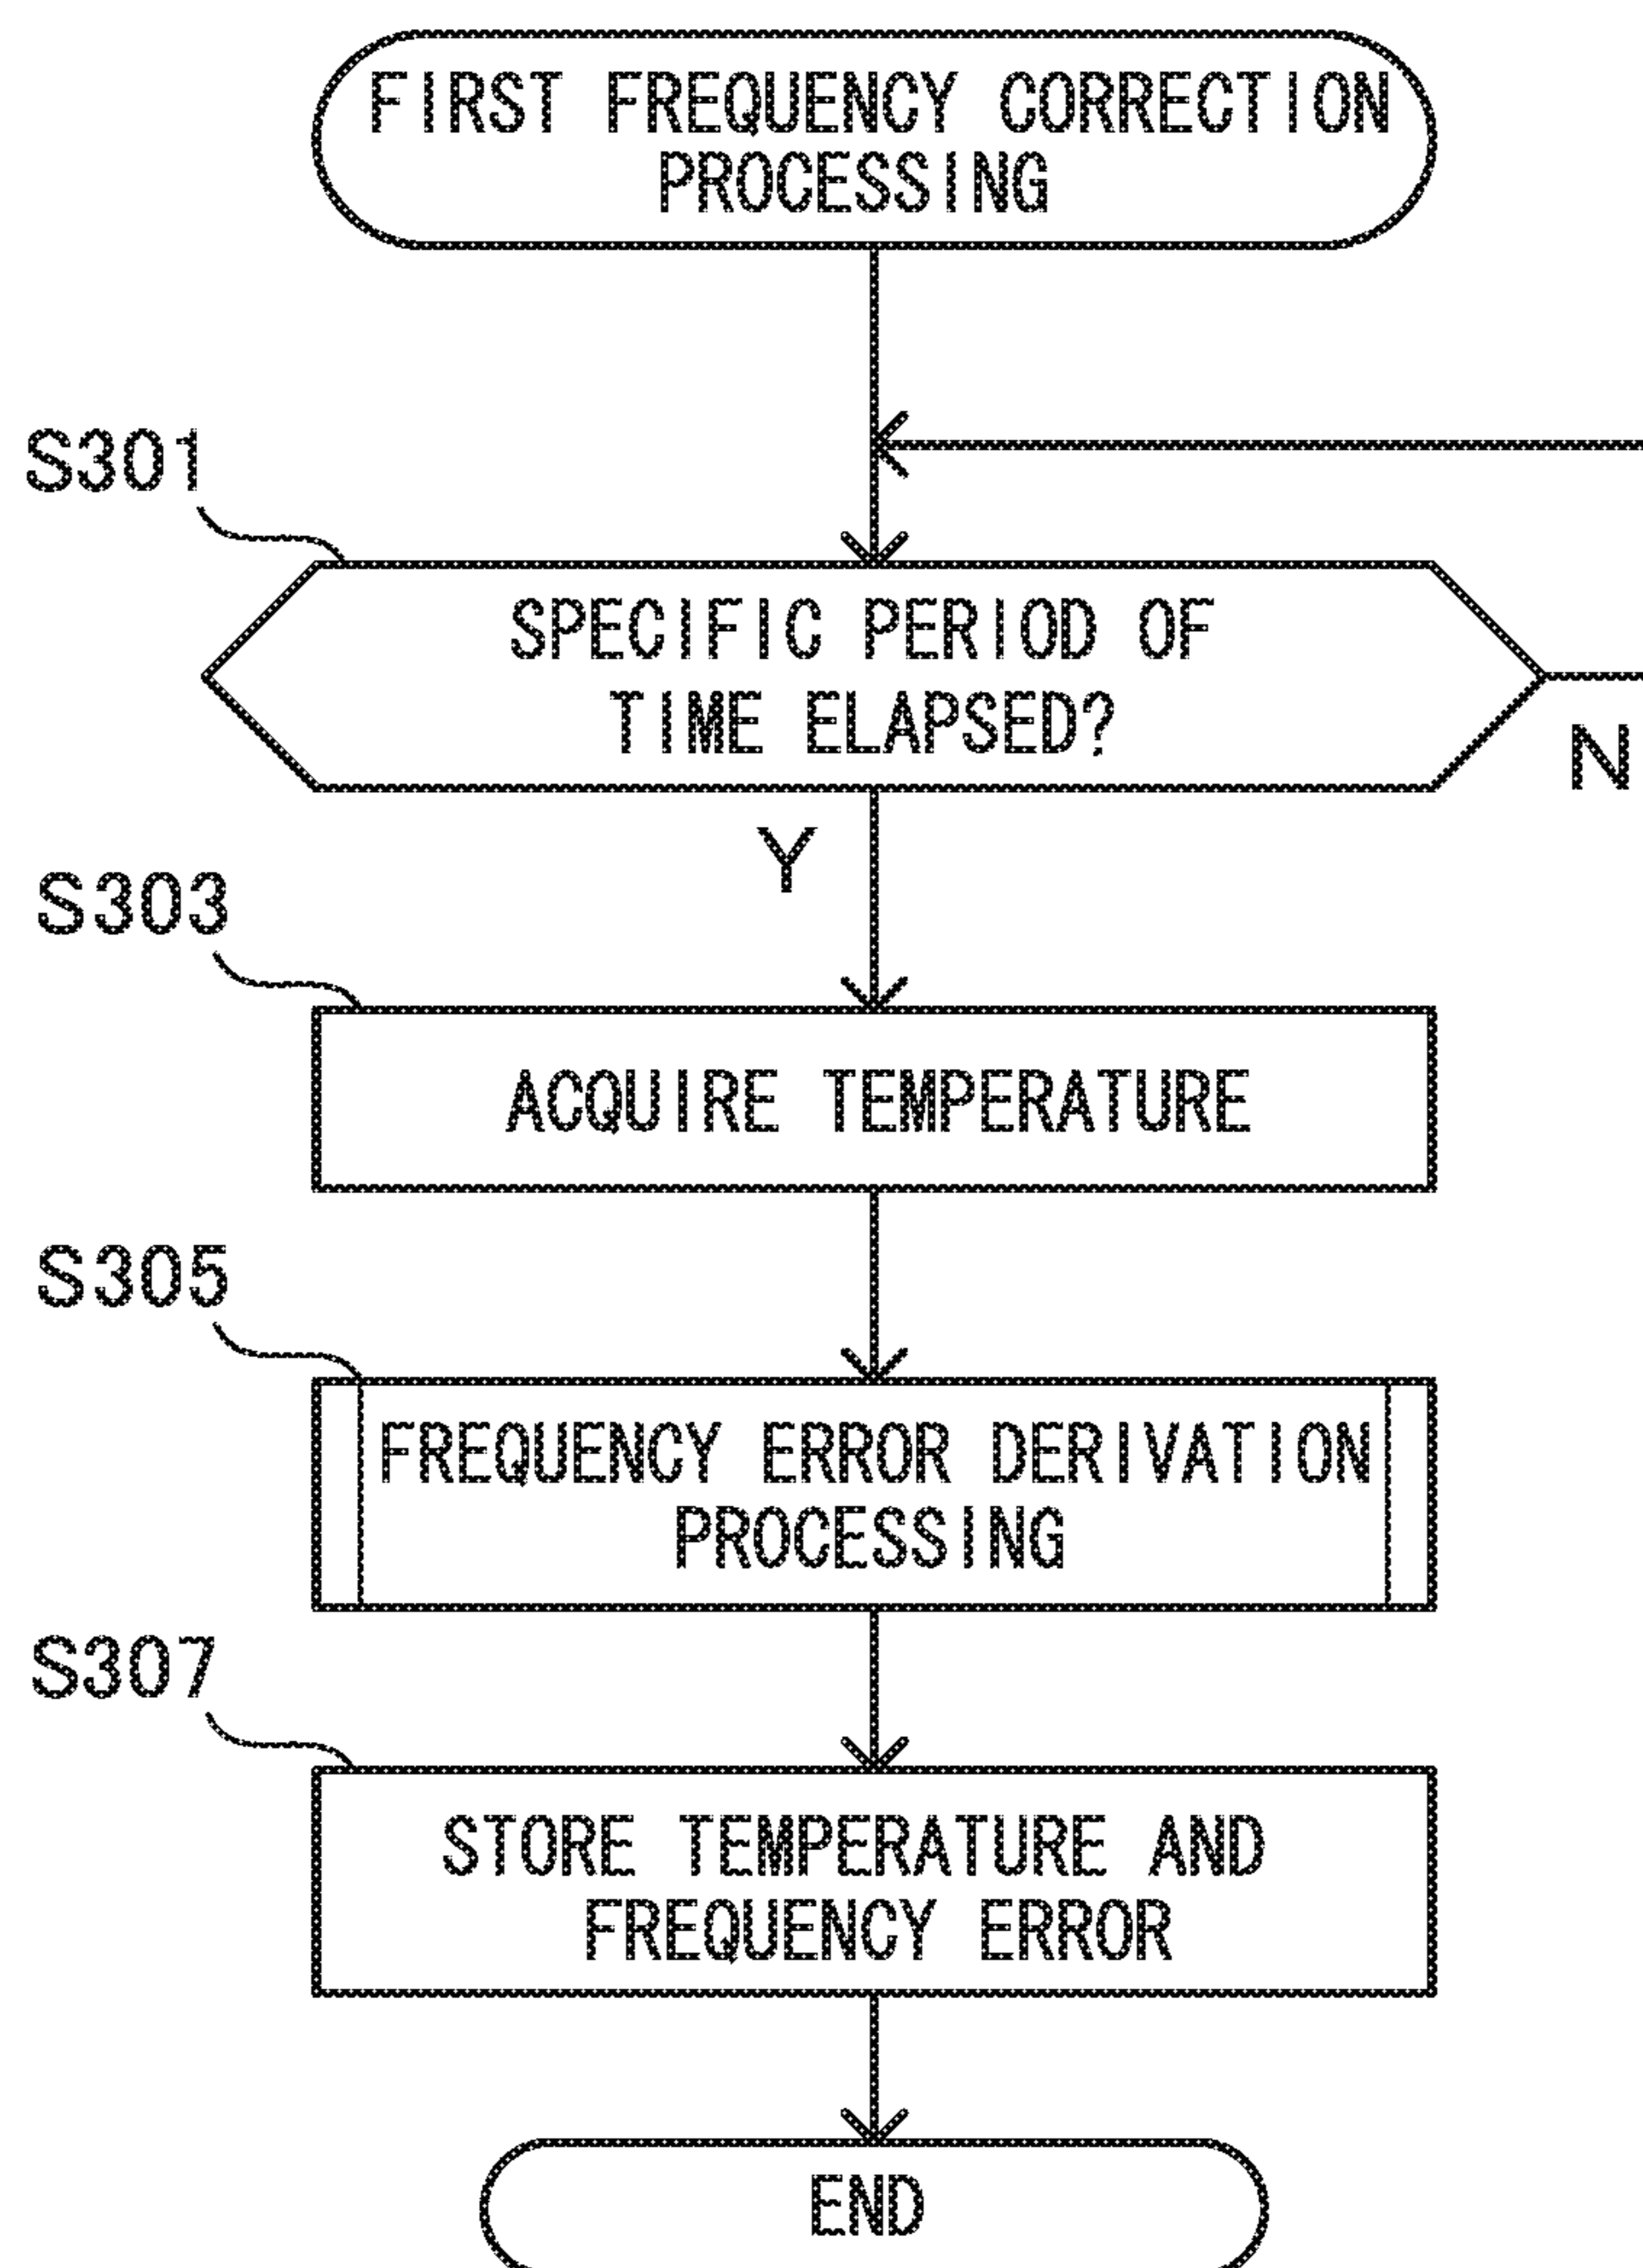 FIRST FREQUENCY CORRECTION
PROCESSING
S301
SPECIFIC PERIOD OF
TIME ELAPSED?
N
Y
S303
ACQUIRE TEMPERATURE
S305
FREQUENCY ERROR DERIVATION
PROCESSING
S307
STORE TEMPERATURE AND
FREQUENCY ERROR
END